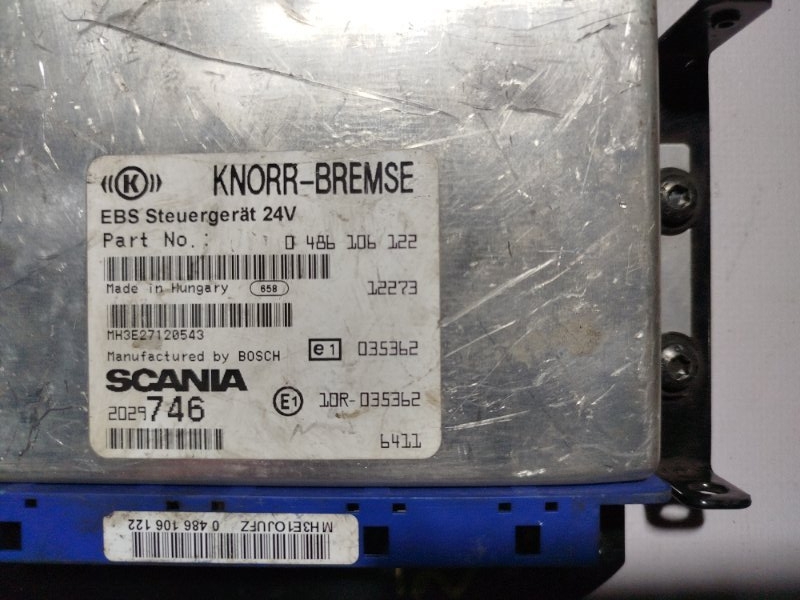 K KNORR-BREMSE
EBS Steuergerät 24V
Part No.: 0 486 106 122
Made in Hungary 658 12273
MH3E27120543
Manufactured by BOSCH e1 035362
SCANIA
2029746 E1 10R-035362
6411
MH3E1OJUFZ 0 486 106 122